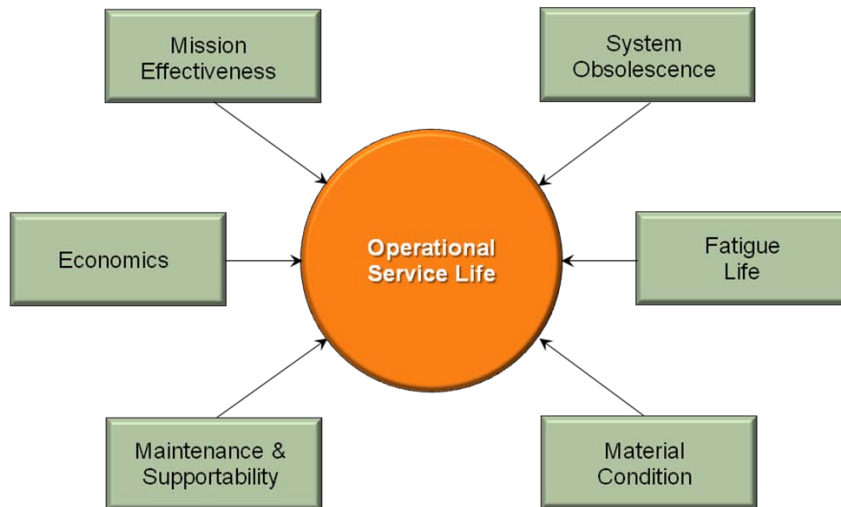 Mission
Effectiveness
System
Obsolescence
Economics
Operational
Service Life
Fatigue
Life
Maintenance &
Supportability
Material
Condition